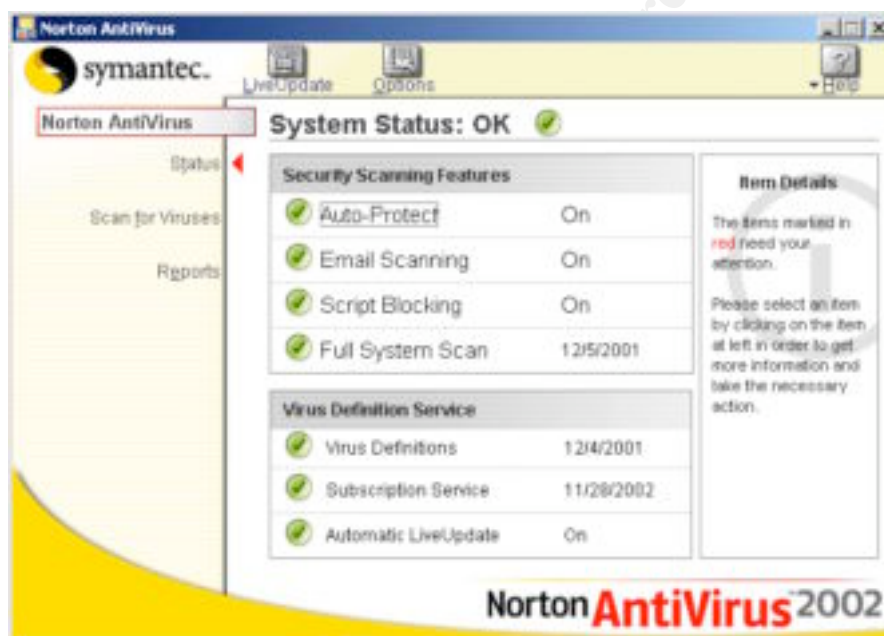 Norton AntiVirus
symantec.
LiveUpdate
Options
Help
Norton AntiVirus
Status
Scan for Viruses
Reports
System Status: OK
Security Scanning Features
Auto-Protect On
Email Scanning On
Script Blocking On
Full System Scan 12/5/2001
Virus Definition Service
Virus Definitions 12/4/2001
Subscription Service 11/28/2002
Automatic LiveUpdate On
Item Details
The items marked in
red need your
attention.
Please select an item
by clicking on the item
at left in order to get
more information and
take the necessary
action.
Norton AntiVirus 2002